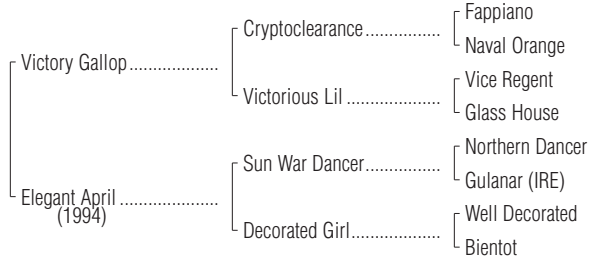 Fappiano
Cryptoclearance..................
Naval Orange
Victory Gallop.....................
Vice Regent
Victorious Lil ......................
Glass House
Northern Dancer
Sun War Dancer..................
Gulanar (IRE)
Elegant April .......................
(1994)
Well Decorated
Decorated Girl.....................
Bientot